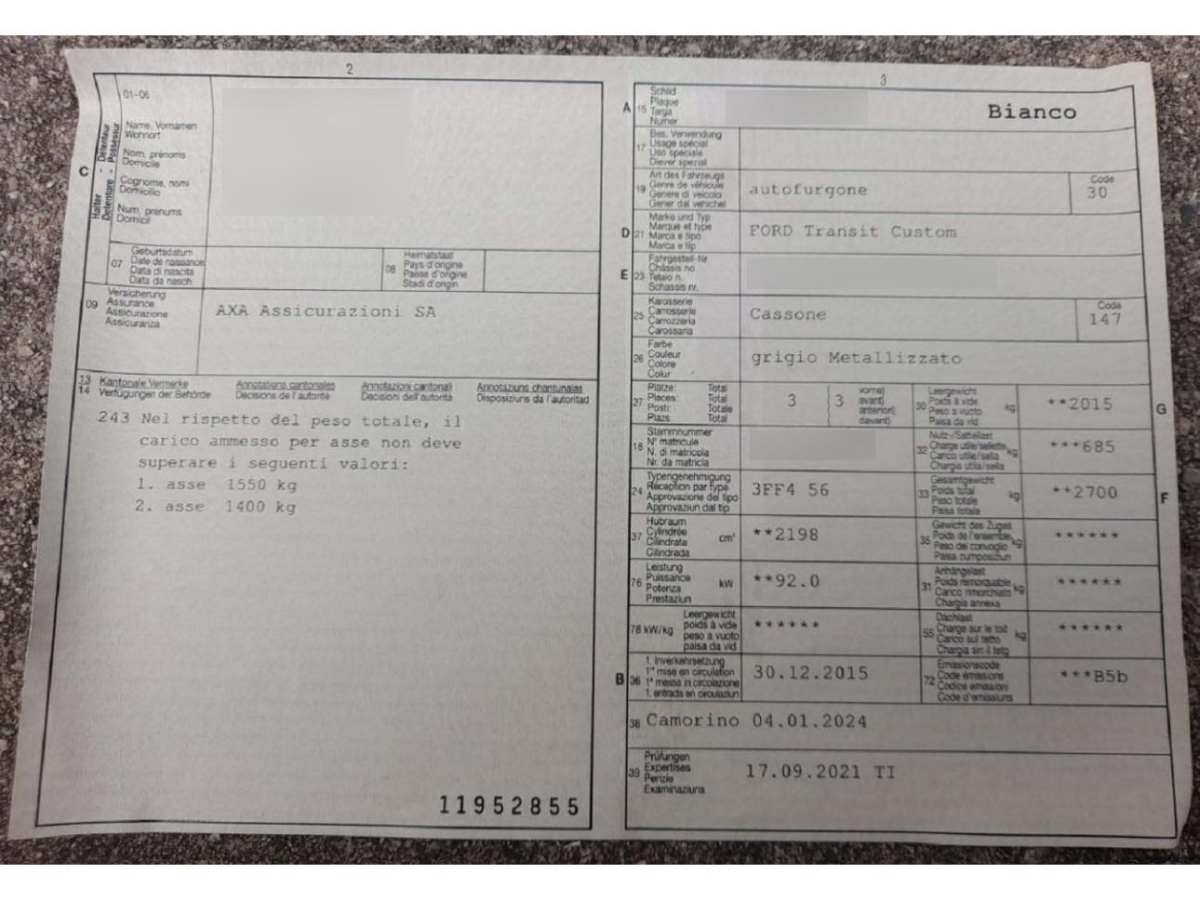 2
01-06
C
Halter - Détenteur
Detentore - Possessur
Name, Vornamen
Wohnort
Nom, prénoms
Domicile
Cognome, nomi
Domicilio
Num, prenums
Domicil
07
Geburtsdatum
Date de naissance
Data di nascita
Data da nasch
08
Heimatstaat
Pays d'origine
Paese d'origine
Stadi d'origin
09
Versicherung
Assurance
Assicurazione
Assicuranza
AXA Assicurazioni SA
13
14
Kantonale Vermerke
Verfügungen der Behörde
Annotations cantonales
Décisions de l'autorité
Annotazioni cantonali
Decisioni dell'autorità
Annotaziuns chantunalas
Disposiziuns da l'autoritad
243 Nel rispetto del peso totale, il
carico ammesso per asse non deve
superare i seguenti valori:
1. asse 1550 kg
2. asse 1400 kg
11952855
3
A
15
Schild
Plaque
Targa
Numer
Bianco
17
Bes. Verwendung
Usage spécial
Uso speciale
Diever spezial
19
Art des Fahrzeugs
Genre de véhicule
Genere di veicolo
Gener dal vehichel
autofurgone
Code
30
D
21
Marke und Typ
Marque et type
Marca e tipo
Marca e tip
FORD Transit Custom
E
23
Fahrgestell-Nr.
Châssis no
Telaio n.
Schassis nr.
25
Karosserie
Carrosserie
Carrozzeria
Carossaria
Cassone
Code
147
26
Farbe
Couleur
Colore
Colur
grigio Metallizzato
27
Plätze: Total
Places: Total
Posti: Totale
Plazs: Total
3
3
vorne)
avant)
anteriori)
davant)
30
Leergewicht
Poids à vide
Peso a vuoto
Paisa da vid
kg
**2015
G
18
Stammnummer
N° matricule
N. di matricola
Nr. da matricla
32
Nutz-/Sattellast
Charge utile/sellette
Carico utile/sella
Chargia utila/sella
kg
***685
24
Typengenehmigung
Réception par type
Approvazione del tipo
Approvaziun dal tip
3FF4 56
33
Gesamtgewicht
Poids total
Peso totale
Paisa totala
kg
**2700
F
37
Hubraum
Cylindrée
Cilindrata
Cilindrada
cm³
**2198
35
Gewicht des Zuges
Poids de l'ensemble
Peso del convoglio
Paisa cumposiziun
kg
******
76
Leistung
Puissance
Potenza
Prestaziun
kW
**92.0
31
Anhängelast
Poids remorquable
Carico rimorchiato
Chargia annexa
kg
******
78 kW/kg
Leergewicht
poids à vide
peso a vuoto
paisa da vid
******
55
Dachlast
Charge sur le toit
Carico sul tetto
Chargia sin il tetg
kg
******
B
36
1. Inverkehrsetzung
1re mise en circulation
1a messa in circolazione
1. entrada en circulaziun
30.12.2015
72
Emissionscode
Code émissions
Codice emissioni
Code d'emissiuns
***B5b
38
Camorino 04.01.2024
39
Prüfungen
Expertises
Perizie
Examinaziuns
17.09.2021 TI